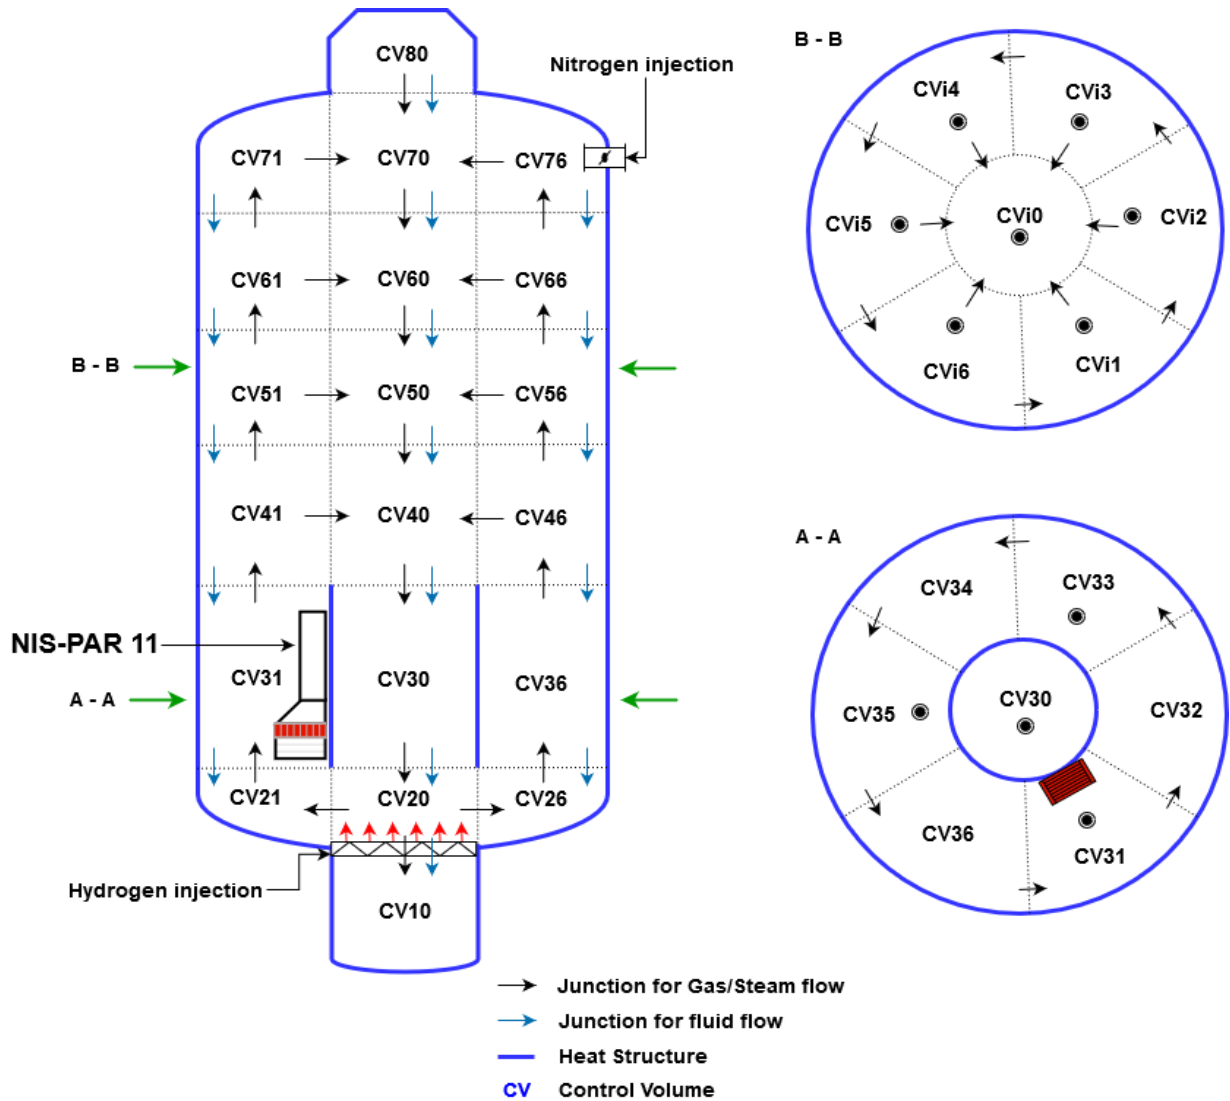 CV80
Nitrogen injection
CV71
CV70
CV76
CV61
CV60
CV66
B - B
CV51
CV50
CV56
CV41
CV40
CV46
NIS-PAR 11
CV31
CV30
CV36
A - A
CV21
CV20
CV26
Hydrogen injection
CV10
B - B
CVi4
CVi3
CVi0
CVi5
CVi2
CVi6
CVi1
A - A
CV34
CV33
CV30
CV35
CV32
CV36
CV31
Junction for Gas/Steam flow
Junction for fluid flow
Heat Structure
CV Control Volume